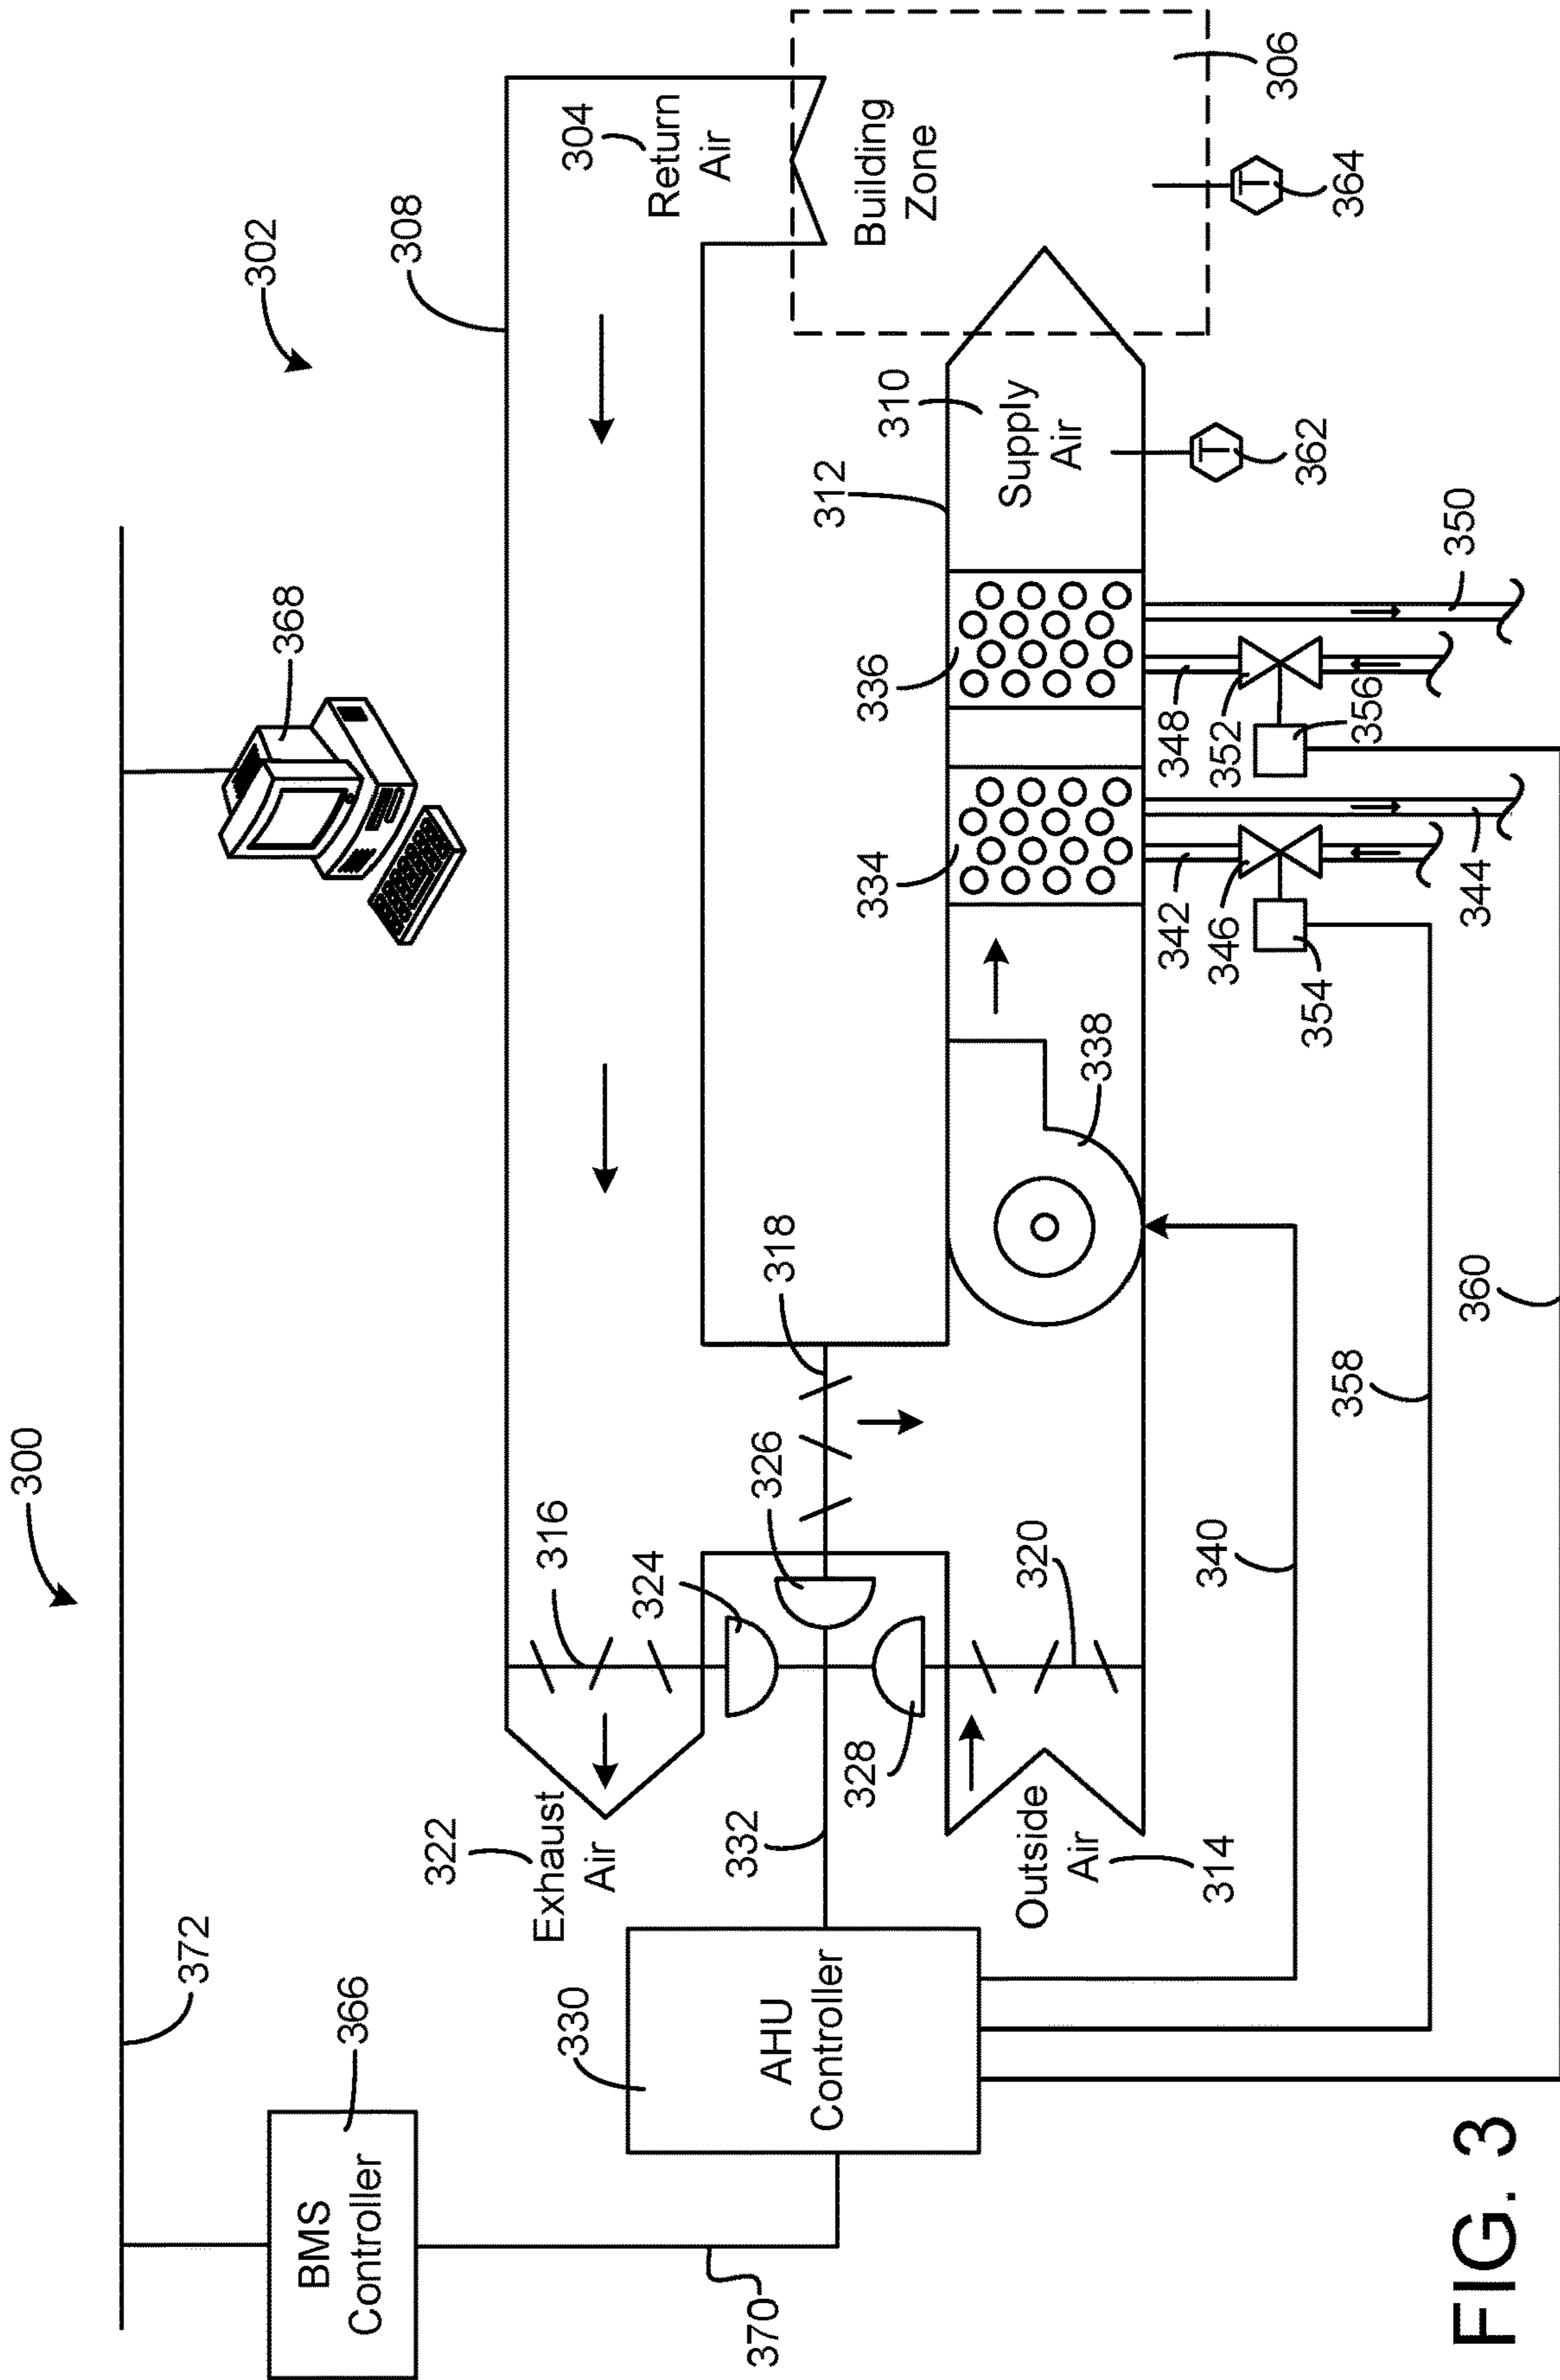 300
372
368
302
BMS
Controller
366
370
308
304
Return
Air
322
Exhaust
Air
316
324
326
318
Building
Zone
306
330
AHU
Controller
332
328
Outside
Air
314
320
338
334
336
312
310
Supply
Air
362
364
342
346
354
344
348
352
356
350
340
358
360
FIG. 3
T
T